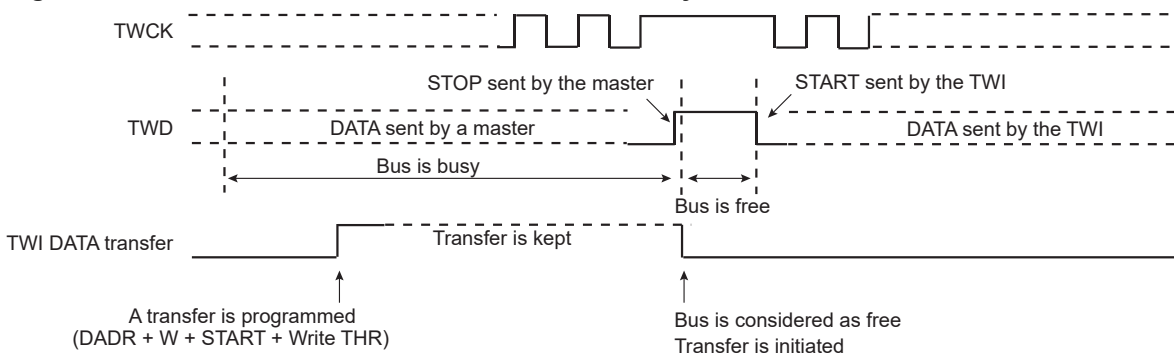 TWCK
STOP sent by the master
START sent by the TWI
TWD
DATA sent by a master
DATA sent by the TWI
Bus is busy
Bus is free
TWI DATA transfer
Transfer is kept
A transfer is programmed
(DADR + W + START + Write THR)
Bus is considered as free
Transfer is initiated